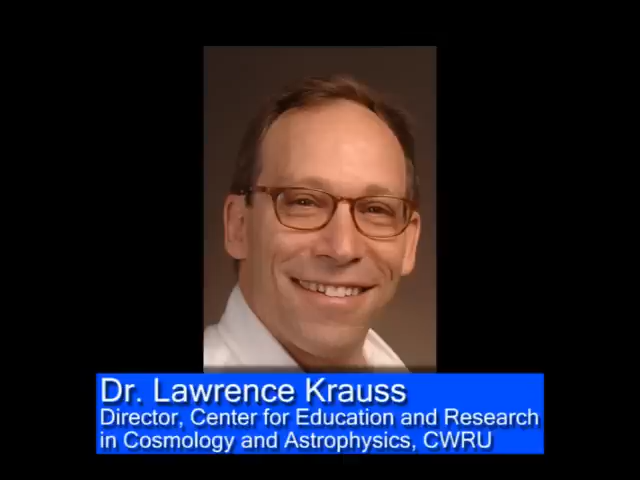 Dr. Lawrence Krauss
Director, Center for Education and Research
in Cosmology and Astrophysics, CWRU